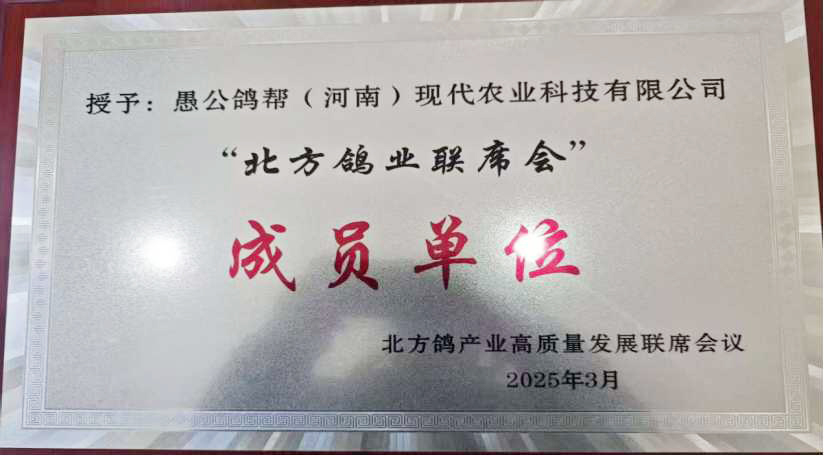 授予：愚公鸽帮（河南）现代农业科技有限公司
“北方鸽业联席会”
成员单位
北方鸽产业高质量发展联席会议
2025年3月